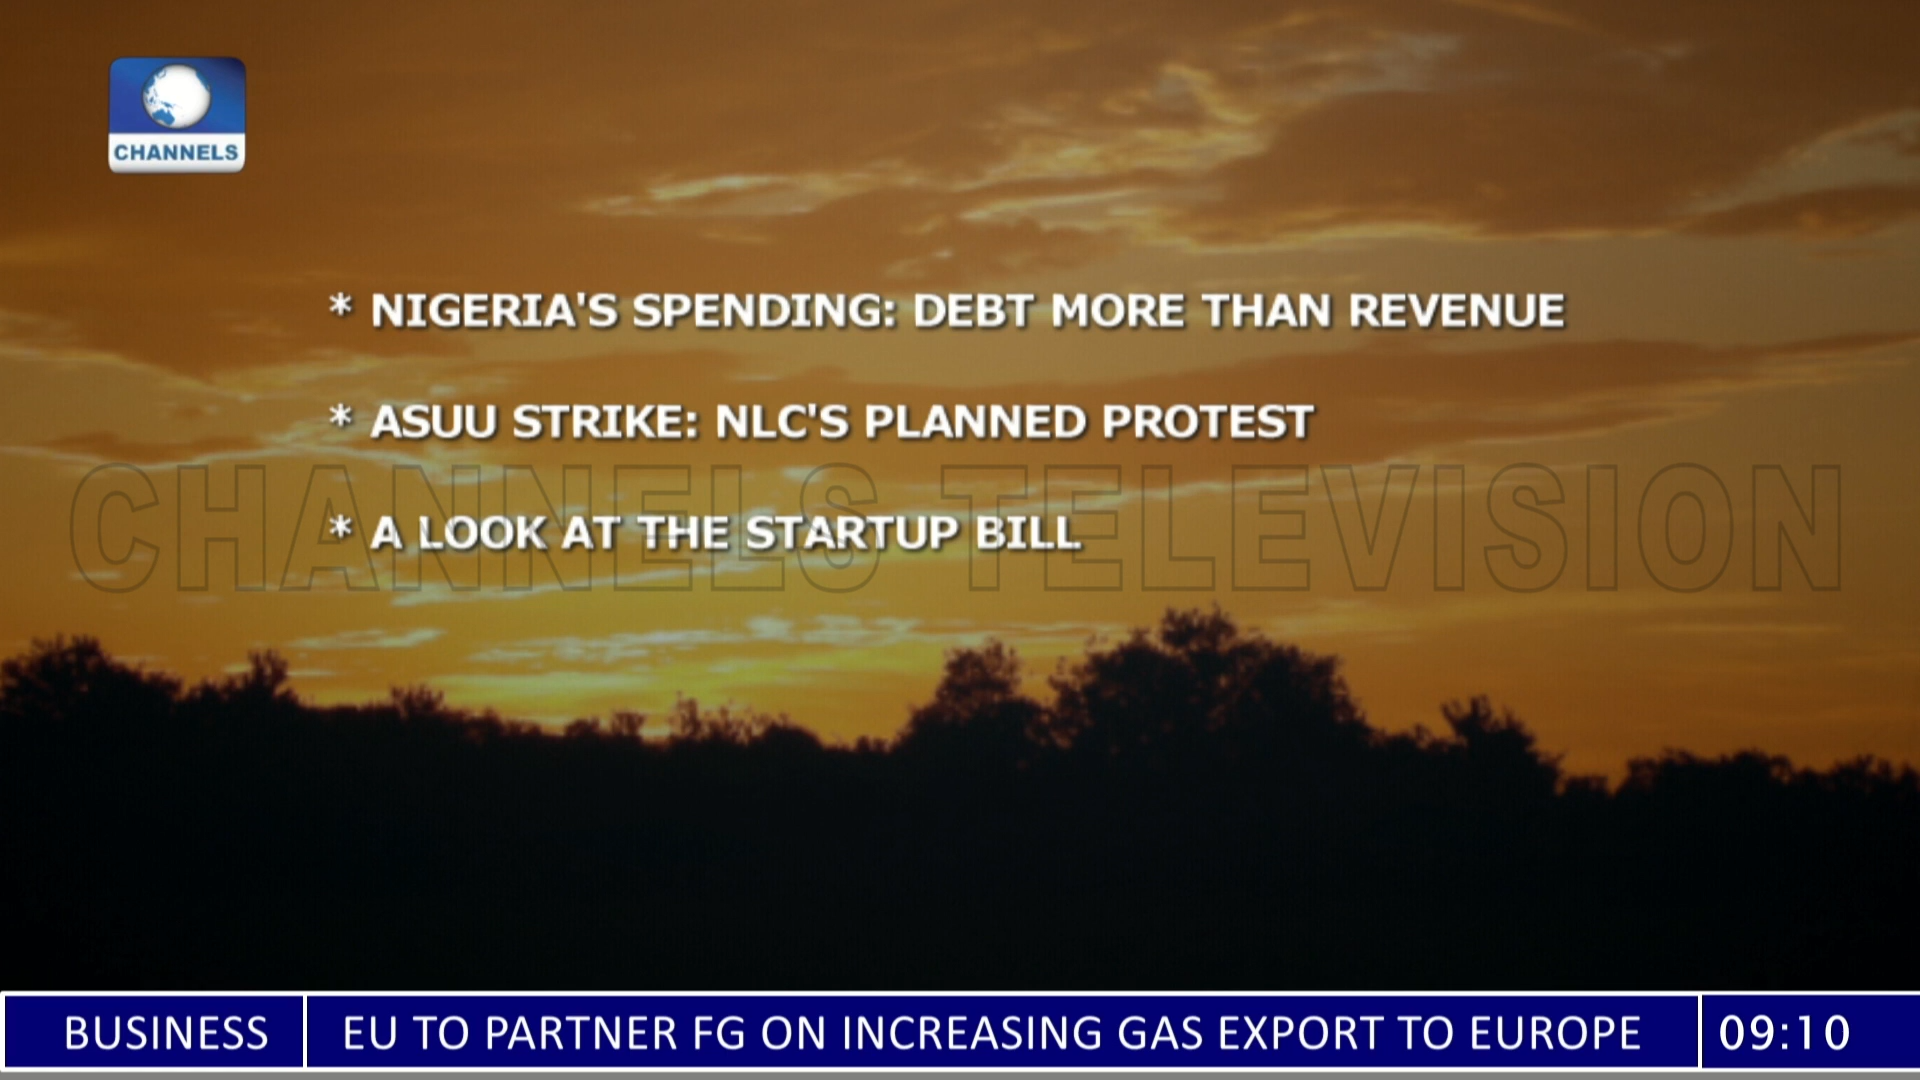 CHANNELS
* NIGERIA'S SPENDING: DEBT MORE THAN REVENUE
* ASUU STRIKE: NLC'S PLANNED PROTEST
CHANNELS TELEVISION
* A LOOK AT THE STARTUP BILL
BUSINESS EU TO PARTNER FG ON INCREASING GAS EXPORT TO EUROPE 09:10